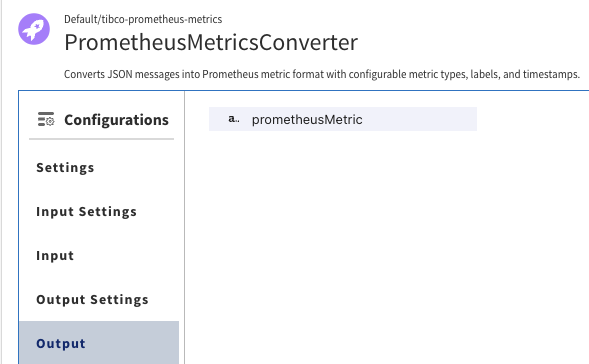 Default/tibco-prometheus-metrics
PrometheusMetricsConverter
Converts JSON messages into Prometheus metric format with configurable metric types, labels, and timestamps.
Configurations
a.. prometheusMetric
Settings
Input Settings
Input
Output Settings
Output